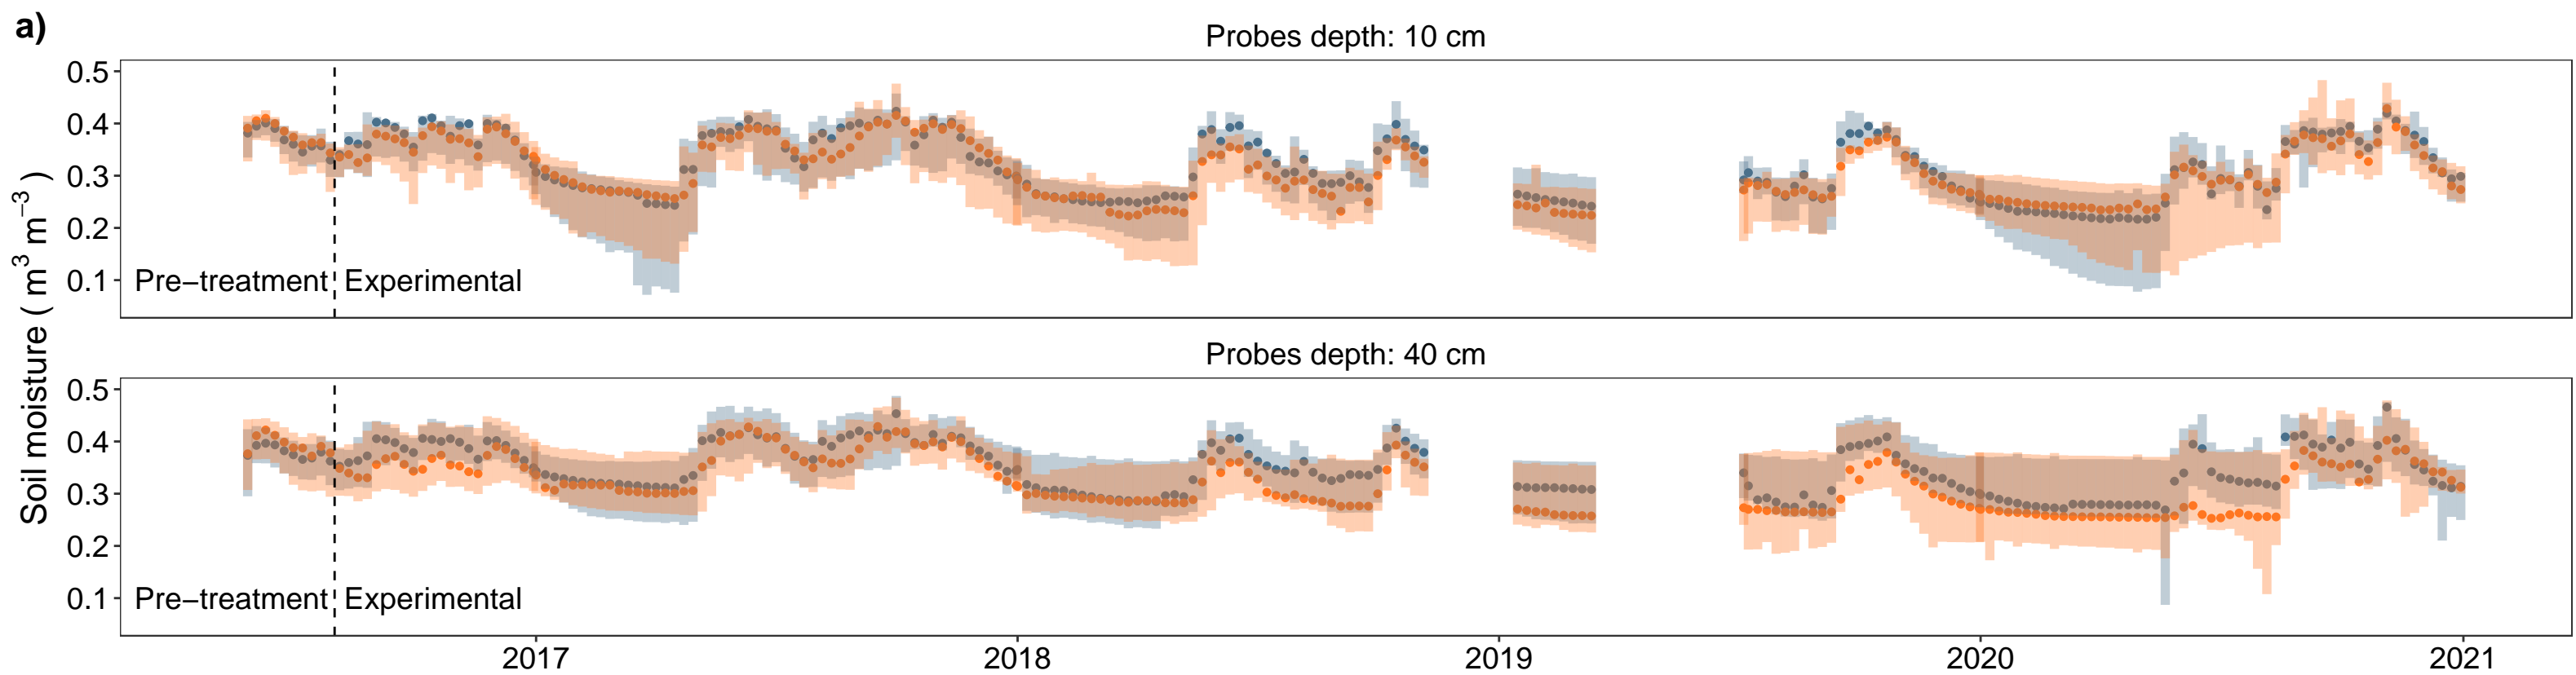 a)
Probes depth: 10 cm
0.5
0.4
0.3
0.2
0.1
Pre−treatment
Experimental
Soil moisture ( m³ m⁻³ )
Probes depth: 40 cm
0.5
0.4
0.3
0.2
0.1
Pre−treatment
Experimental
2017
2018
2019
2020
2021